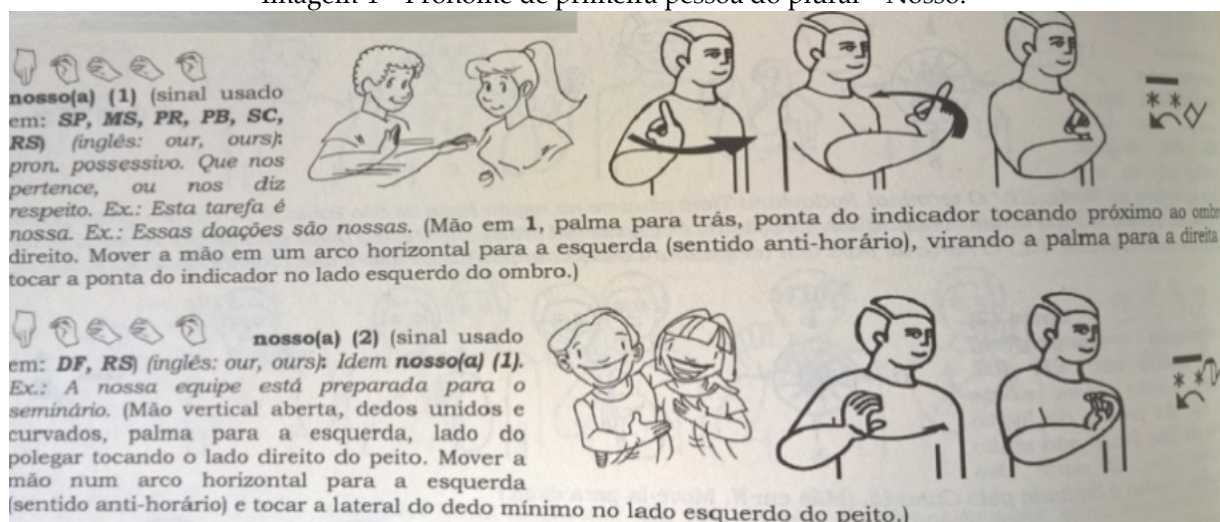 Imagem 1 - Pronome de primeira pessoa do plural - Nosso.
nosso(a) (1) (sinal usado
em: SP, MS, PR, PB, SC,
RS) (inglês: our, ours):
pron. possessivo. Que nos
pertence, ou nos diz
respeito. Ex.: Esta tarefa é
nossa. Ex.: Essas doações são nossas. (Mão em 1, palma para trás, ponta do indicador tocando próximo ao ombr
direito. Mover a mão em um arco horizontal para a esquerda (sentido anti-horário), virando a palma para a direita
tocar a ponta do indicador no lado esquerdo do ombro.)
nosso(a) (2) (sinal usado
em: DF, RS) (inglês: our, ours): Idem nosso(a) (1).
Ex.: A nossa equipe está preparada para o
seminário. (Mão vertical aberta, dedos unidos e
curvados, palma para a esquerda, lado do
polegar tocando o lado direito do peito. Mover a
mão num arco horizontal para a esquerda
(sentido anti-horário) e tocar a lateral do dedo mínimo no lado esquerdo do peito.)